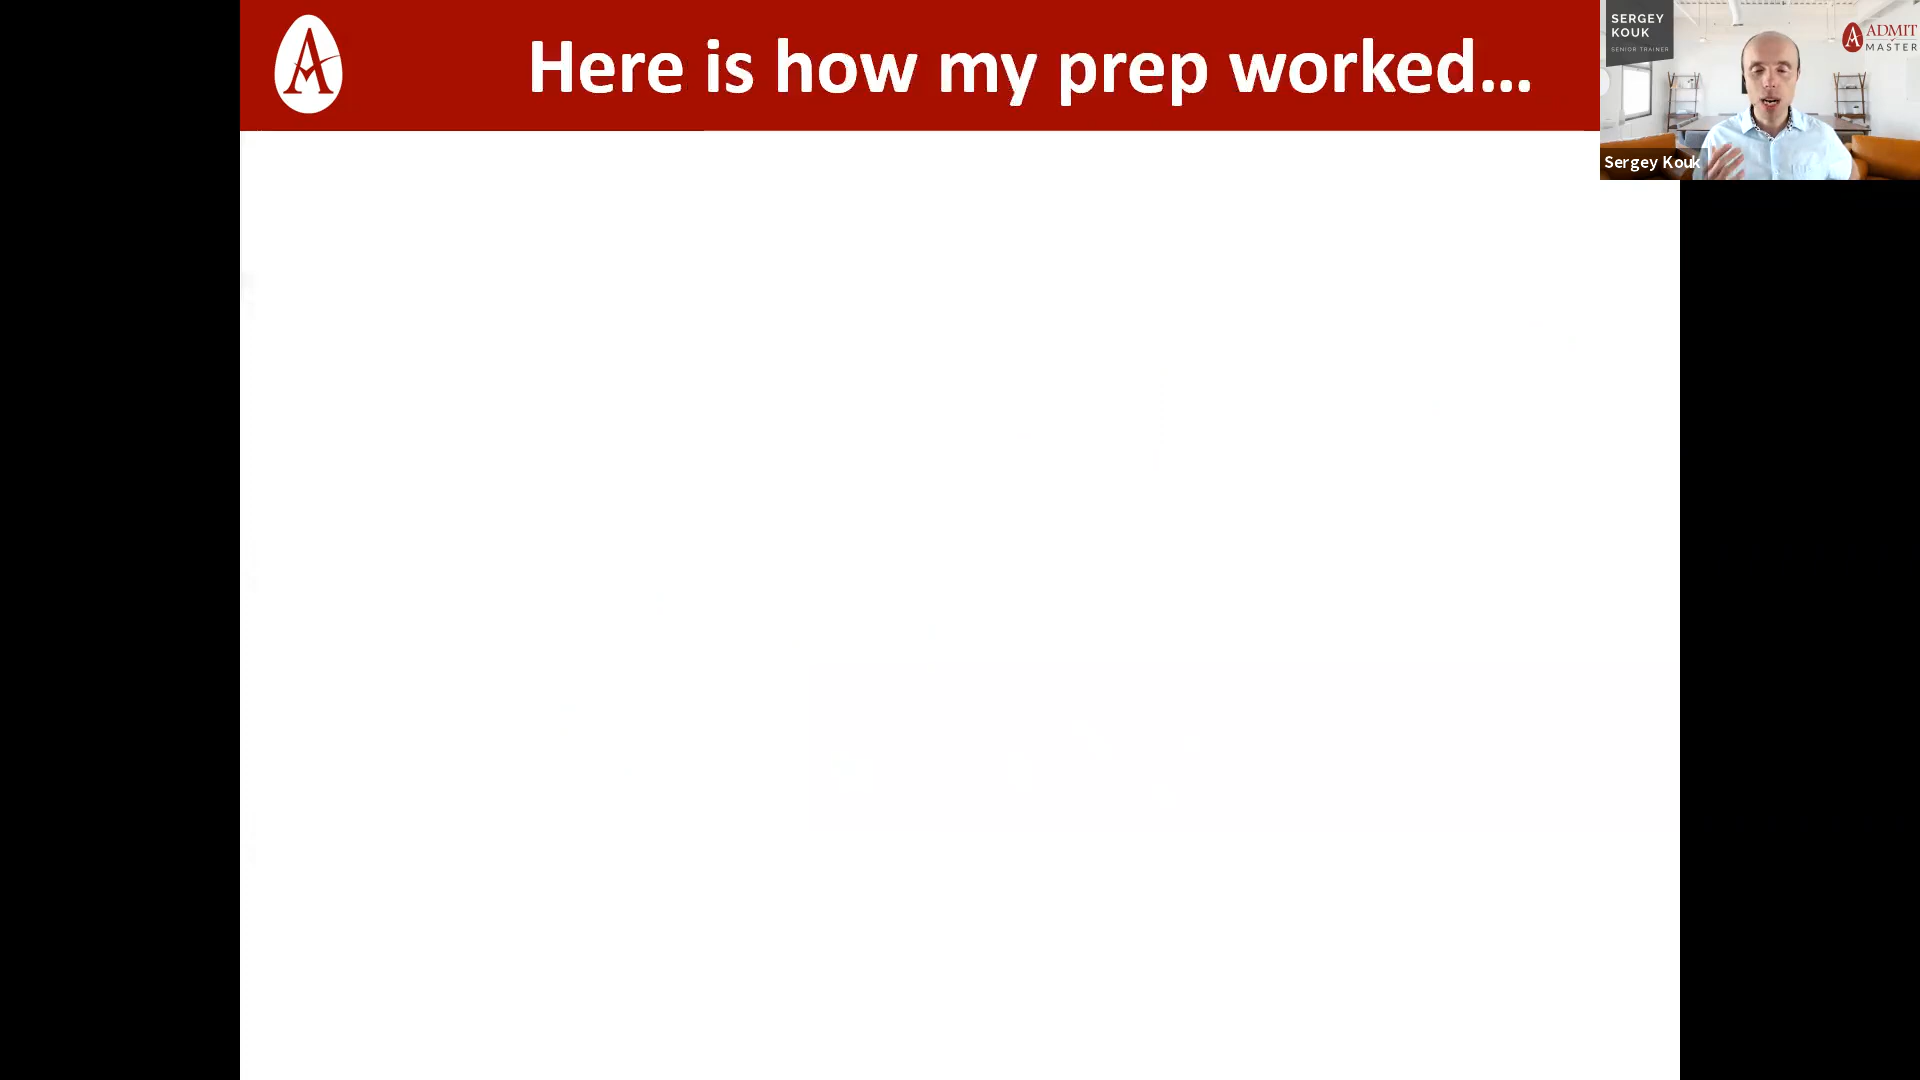 Here is how my prep worked...
SERGEY
KOUK
SENIOR TRAINER
ADMIT
MASTER
Sergey Kouk